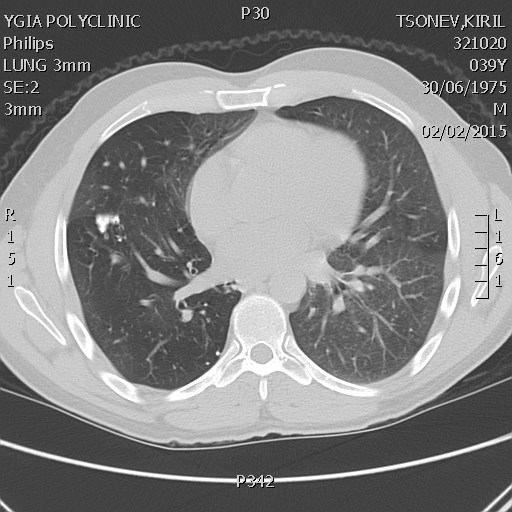 YGIA POLYCLINIC
Philips
LUNG 3mm
SE:2
3mm
P30
TSONEV,KIRIL
321020
039Y
30/06/1975
M
02/02/2015
R
1
5
1
L
1
6
1
P342